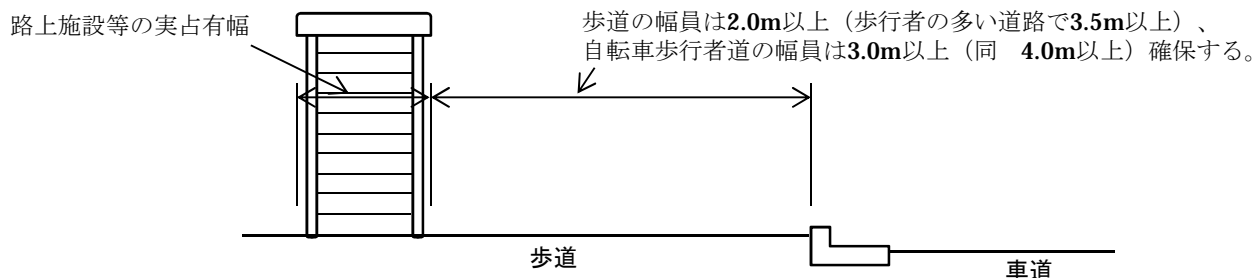 路上施設等の実占有幅
歩道の幅員は2.0m以上（歩行者の多い道路で3.5m以上）、
自転車歩行者道の幅員は3.0m以上（同　4.0m以上）確保する。
歩道
車道